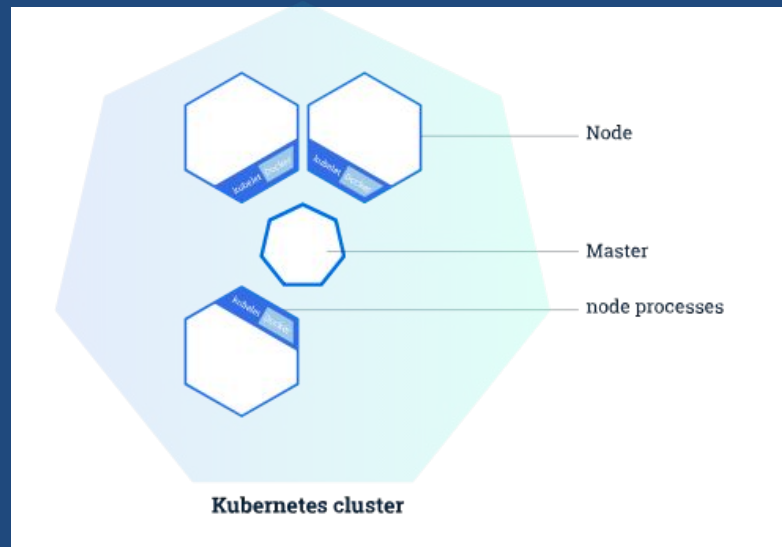 kubelet Docker
kubelet Docker
Node
Master
kubelet Docker
node processes
Kubernetes cluster